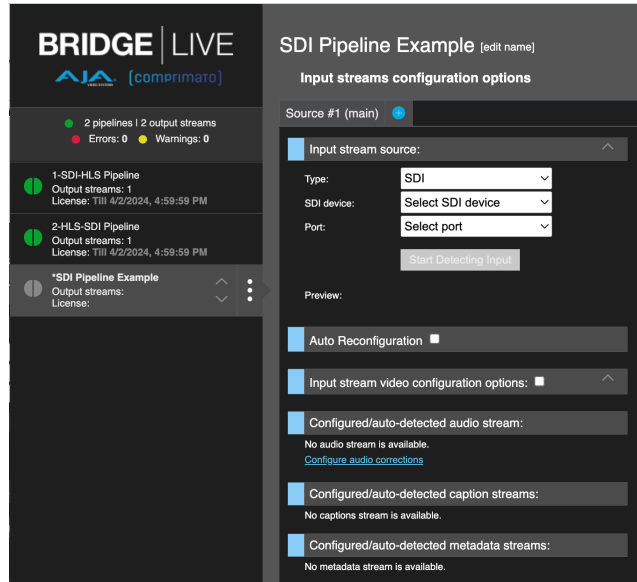 BRIDGE | LIVE
AJA VIDEO SYSTEMS [comprimato]
2 pipelines | 2 output streams
Errors: 0 Warnings: 0
1-SDI-HLS Pipeline
Output streams: 1
License: Till 4/2/2024, 4:59:59 PM
2-HLS-SDI Pipeline
Output streams: 1
License: Till 4/2/2024, 4:59:59 PM
*SDI Pipeline Example
Output streams:
License:
SDI Pipeline Example [edit name]
Input streams configuration options
Source #1 (main) +
Input stream source:
Type: SDI
SDI device: Select SDI device
Port: Select port
Start Detecting Input
Preview:
Auto Reconfiguration
Input stream video configuration options:
Configured/auto-detected audio stream:
No audio stream is available.
Configure audio corrections
Configured/auto-detected caption streams:
No captions stream is available.
Configured/auto-detected metadata streams:
No metadata stream is available.